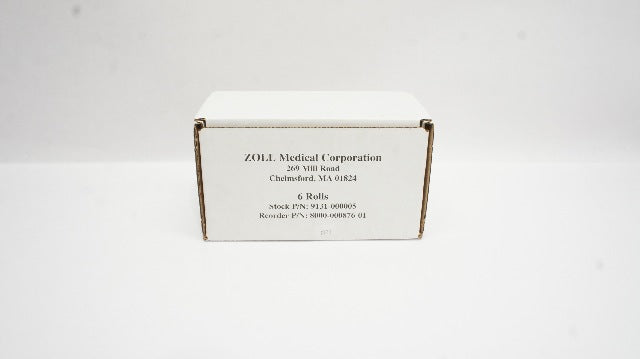 ZOLL Medical Corporation
269 Mill Road
Chelmsford, MA 01824
6 Rolls
Stock P/N: 9131-000005
Reorder P/N: 8000-000876-01